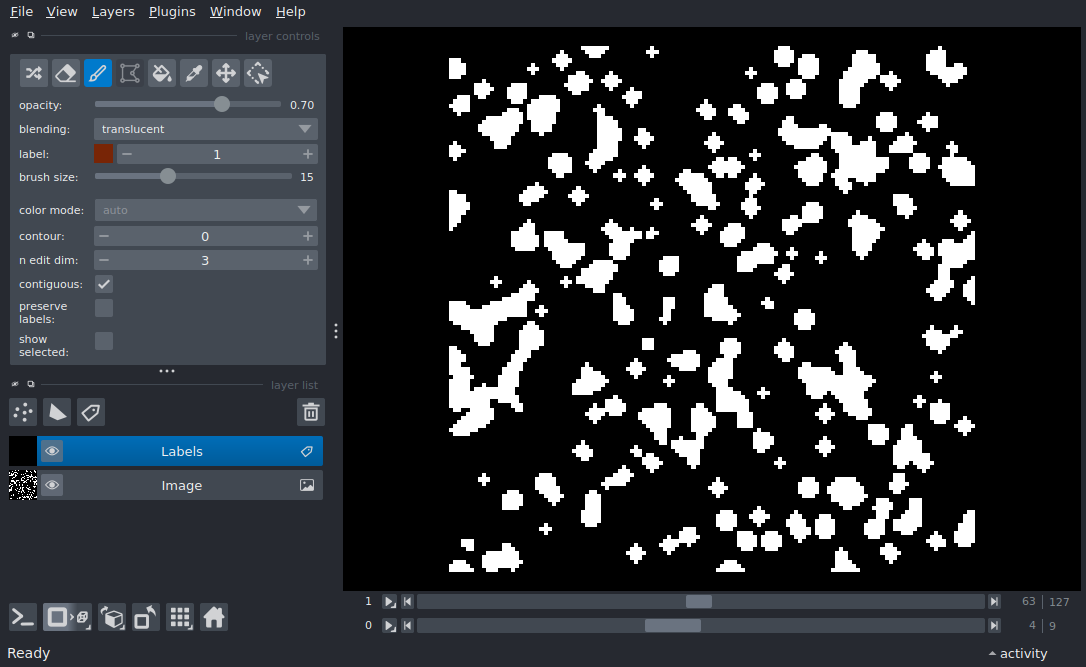 File View Layers Plugins Window Help
layer controls
opacity: 0.70
blending: translucent
label: 1
brush size: 15
color mode: auto
contour: 0
n edit dim: 3
contiguous:
preserve
labels:
show
selected:
layer list
Labels
Image
1 63 127
0 4 9
Ready activity